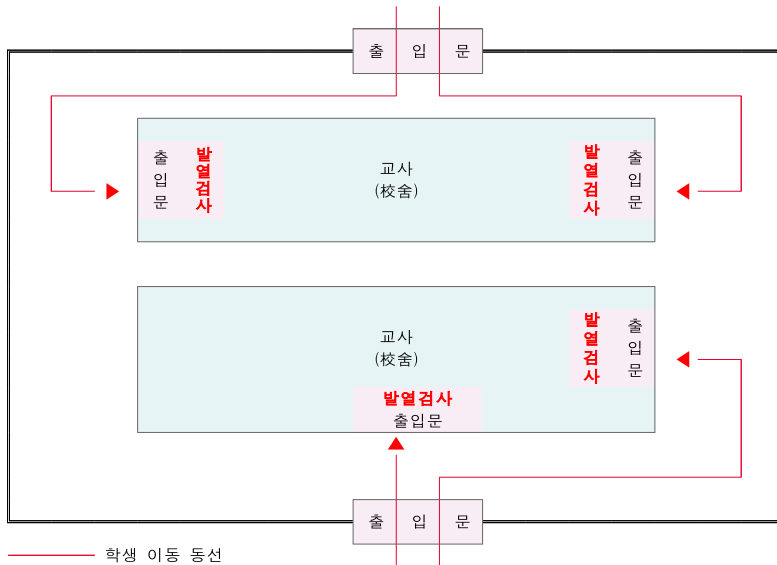 출 입 문
출입문
발열검사
교사
(校舍)
발열검사
출입문
교사
(校舍)
발열검사
출입문
발열검사
출입문
출 입 문
학생 이동 동선